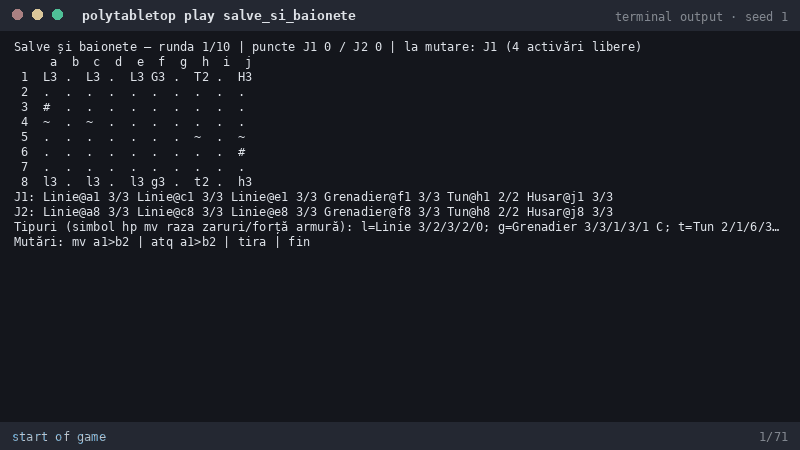 polytabletop play salve_si_baionete
terminal output · seed 1
Salve și baionete — runda 1/10 | puncte J1 0 / J2 0 | la mutare: J1 (4 activări libere)
a b c d e f g h i j
1 L3 . L3 . L3 G3 . T2 . H3
2 . . . . . . . . . .
3 # . . . . . . . . .
4 ~ . ~ . . . . . . .
5 . . . . . . . ~ . ~
6 . . . . . . . . . #
7 . . . . . . . . . .
8 l3 . l3 . l3 g3 . t2 . h3
J1: Linie@a1 3/3 Linie@c1 3/3 Linie@e1 3/3 Grenadier@f1 3/3 Tun@h1 2/2 Husar@j1 3/3
J2: Linie@a8 3/3 Linie@c8 3/3 Linie@e8 3/3 Grenadier@f8 3/3 Tun@h8 2/2 Husar@j8 3/3
Tipuri (simbol hp mv raza zaruri/forță armură): l=Linie 3/2/3/2/0; g=Grenadier 3/3/1/3/1 C; t=Tun 2/1/6/3…
Mutări: mv a1>b2 | atq a1>b2 | tira | fin
start of game
1/71